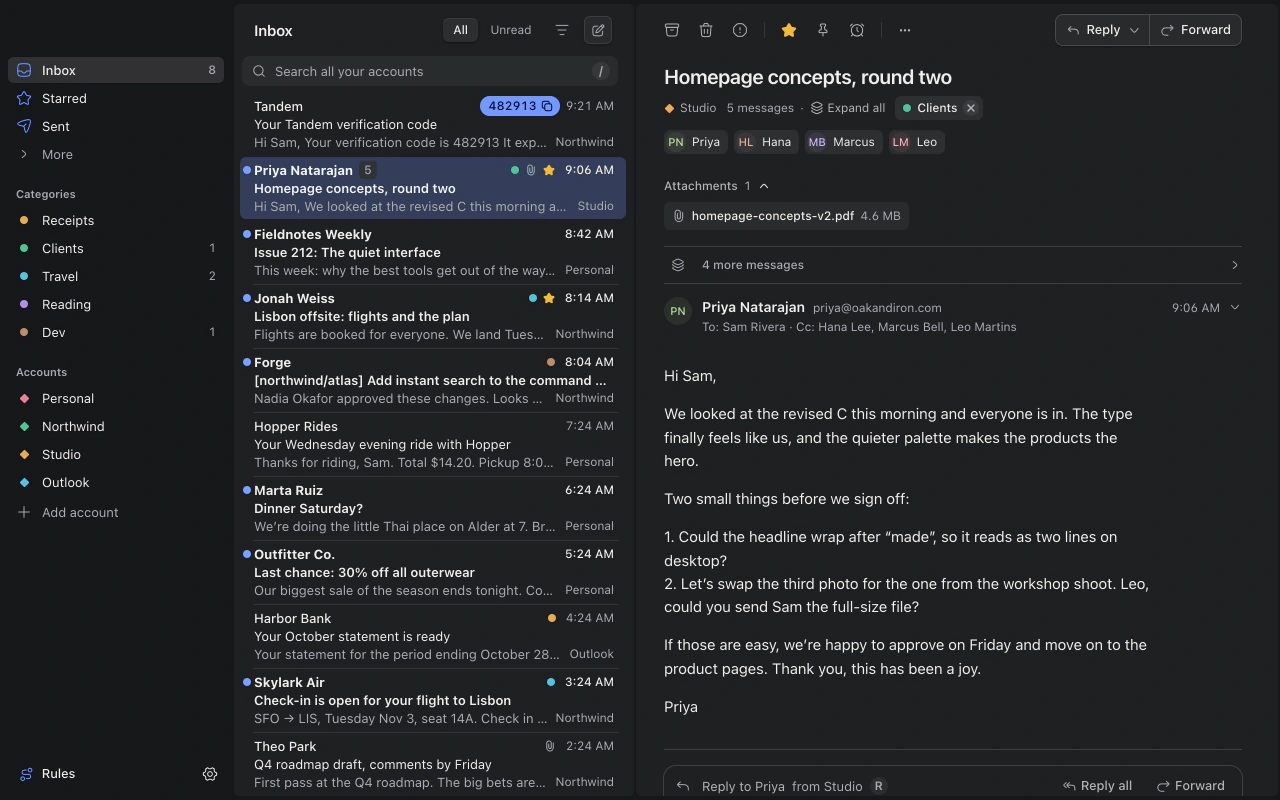 Inbox 8
Starred
Sent
More
Categories
Receipts
Clients 1
Travel 2
Reading
Dev 1
Accounts
Personal
Northwind
Studio
Outlook
Add account
Rules
Inbox All Unread
Search all your accounts /
Tandem 482913 9:21 AM
Your Tandem verification code
Hi Sam, Your verification code is 482913 It exp... Northwind
Priya Natarajan 5 9:06 AM
Homepage concepts, round two
Hi Sam, We looked at the revised C this morning a... Studio
Fieldnotes Weekly 8:42 AM
Issue 212: The quiet interface
This week: why the best tools get out of the way... Personal
Jonah Weiss 8:14 AM
Lisbon offsite: flights and the plan
Flights are booked for everyone. We land Tues... Northwind
Forge 8:04 AM
[northwind/atlas] Add instant search to the command ...
Nadia Okafor approved these changes. Looks ... Northwind
Hopper Rides 7:24 AM
Your Wednesday evening ride with Hopper
Thanks for riding, Sam. Total $14.20. Pickup 8:0... Personal
Marta Ruiz 6:24 AM
Dinner Saturday?
We’re doing the little Thai place on Alder at 7. Br... Personal
Outfitter Co. 5:24 AM
Last chance: 30% off all outerwear
Our biggest sale of the season ends tonight. Co... Personal
Harbor Bank 4:24 AM
Your October statement is ready
Your statement for the period ending October 28... Outlook
Skylark Air 3:24 AM
Check-in is open for your flight to Lisbon
SFO → LIS, Tuesday Nov 3, seat 14A. Check in ... Northwind
Theo Park 2:24 AM
Q4 roadmap draft, comments by Friday
First pass at the Q4 roadmap. The big bets are... Northwind
Reply Forward
Homepage concepts, round two
Studio 5 messages · Expand all Clients
PN Priya HL Hana MB Marcus LM Leo
Attachments 1
homepage-concepts-v2.pdf 4.6 MB
4 more messages
PN Priya Natarajan priya@oakandiron.com 9:06 AM
To: Sam Rivera · Cc: Hana Lee, Marcus Bell, Leo Martins
Hi Sam,
We looked at the revised C this morning and everyone is in. The type
finally feels like us, and the quieter palette makes the products the
hero.
Two small things before we sign off:
1. Could the headline wrap after “made”, so it reads as two lines on
desktop?
2. Let’s swap the third photo for the one from the workshop shoot. Leo,
could you send Sam the full-size file?
If those are easy, we’re happy to approve on Friday and move on to the
product pages. Thank you, this has been a joy.
Priya
Reply to Priya from Studio R Reply all Forward